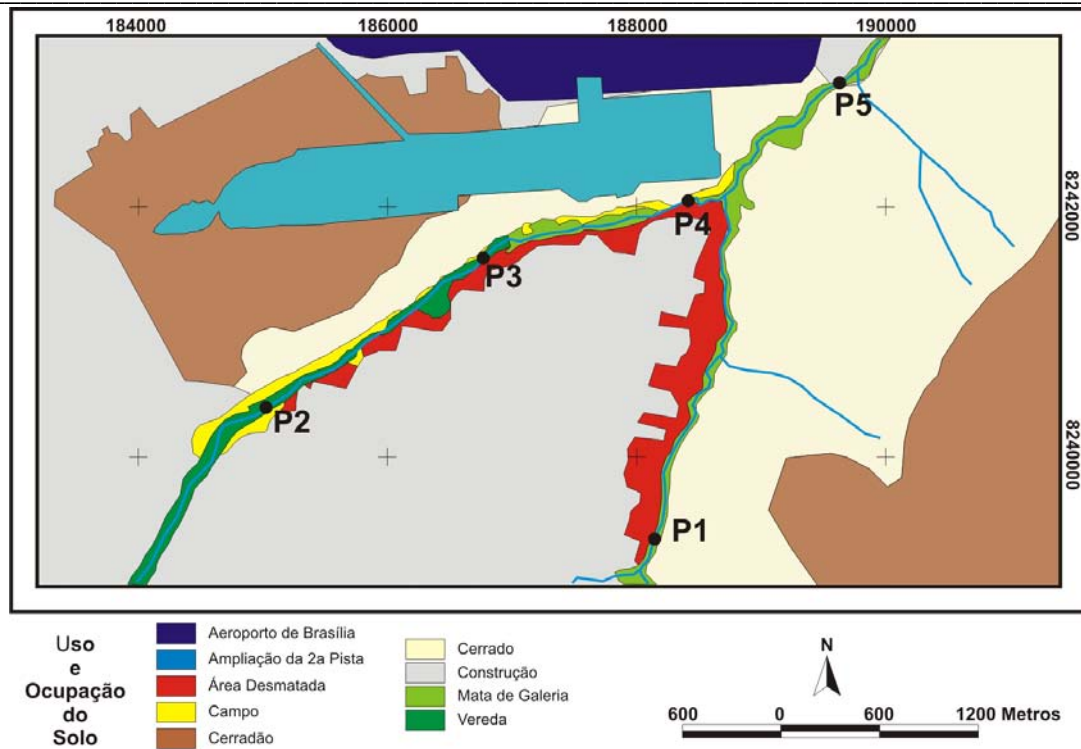 184000 186000 188000 190000
P5
8242000
P4
P3
P2
8240000
P1
Uso
e
Ocupação
do
Solo
Aeroporto de Brasília
Ampliação da 2a Pista
Área Desmatada
Campo
Cerradão
Cerrado
Construção
Mata de Galeria
Vereda
N
600 0 600 1200 Metros